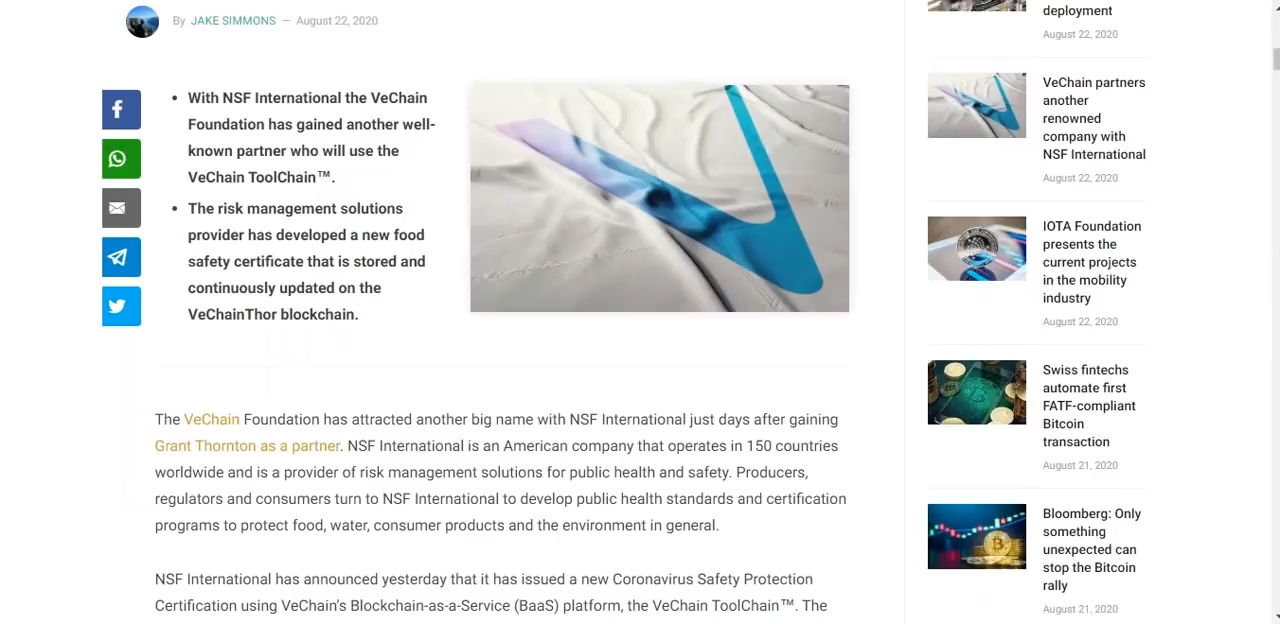 By JAKE SIMMONS — August 22, 2020
• With NSF International the VeChain
Foundation has gained another well-
known partner who will use the
VeChain ToolChain™.
• The risk management solutions
provider has developed a new food
safety certificate that is stored and
continuously updated on the
VeChainThor blockchain.
The VeChain Foundation has attracted another big name with NSF International just days after gaining
Grant Thornton as a partner. NSF International is an American company that operates in 150 countries
worldwide and is a provider of risk management solutions for public health and safety. Producers,
regulators and consumers turn to NSF International to develop public health standards and certification
programs to protect food, water, consumer products and the environment in general.
NSF International has announced yesterday that it has issued a new Coronavirus Safety Protection
Certification using VeChain's Blockchain-as-a-Service (BaaS) platform, the VeChain ToolChain™. The
deployment
August 22, 2020
VeChain partners
another
renowned
company with
NSF International
August 22, 2020
IOTA Foundation
presents the
current projects
in the mobility
industry
August 22, 2020
Swiss fintechs
automate first
FATF-compliant
Bitcoin
transaction
August 21, 2020
Bloomberg: Only
something
unexpected can
stop the Bitcoin
rally
August 21, 2020